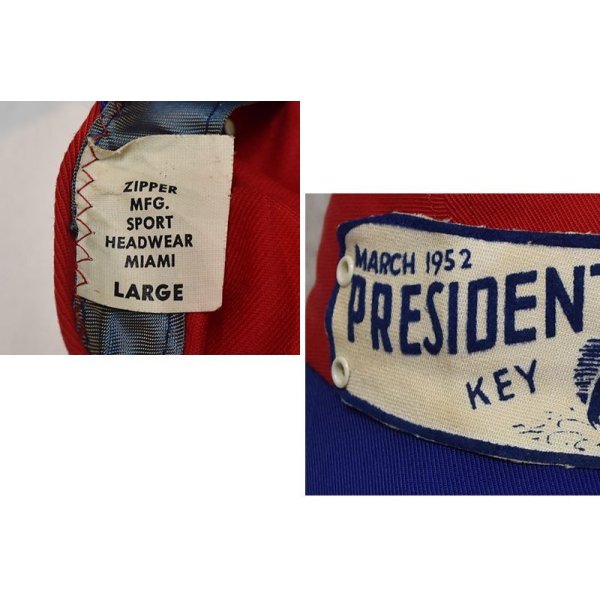 ZIPPER
MFG.
SPORT
HEADWEAR
MIAMI
LARGE
MARCH 1952
PRESIDENT
KEY